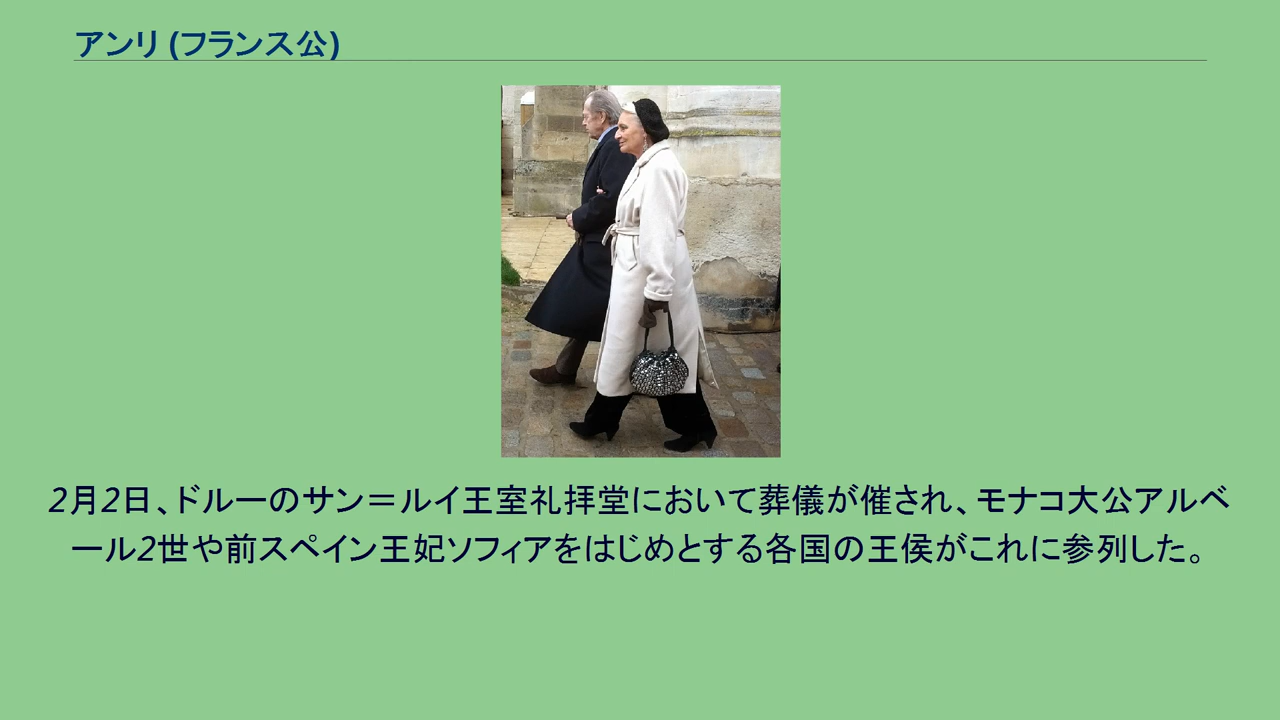 アンリ (フランス公)
2月2日、ドルーのサン＝ルイ王室礼拝堂において葬儀が催され、モナコ大公アルベ
ール2世や前スペイン王妃ソフィアをはじめとする各国の王侯がこれに参列した。